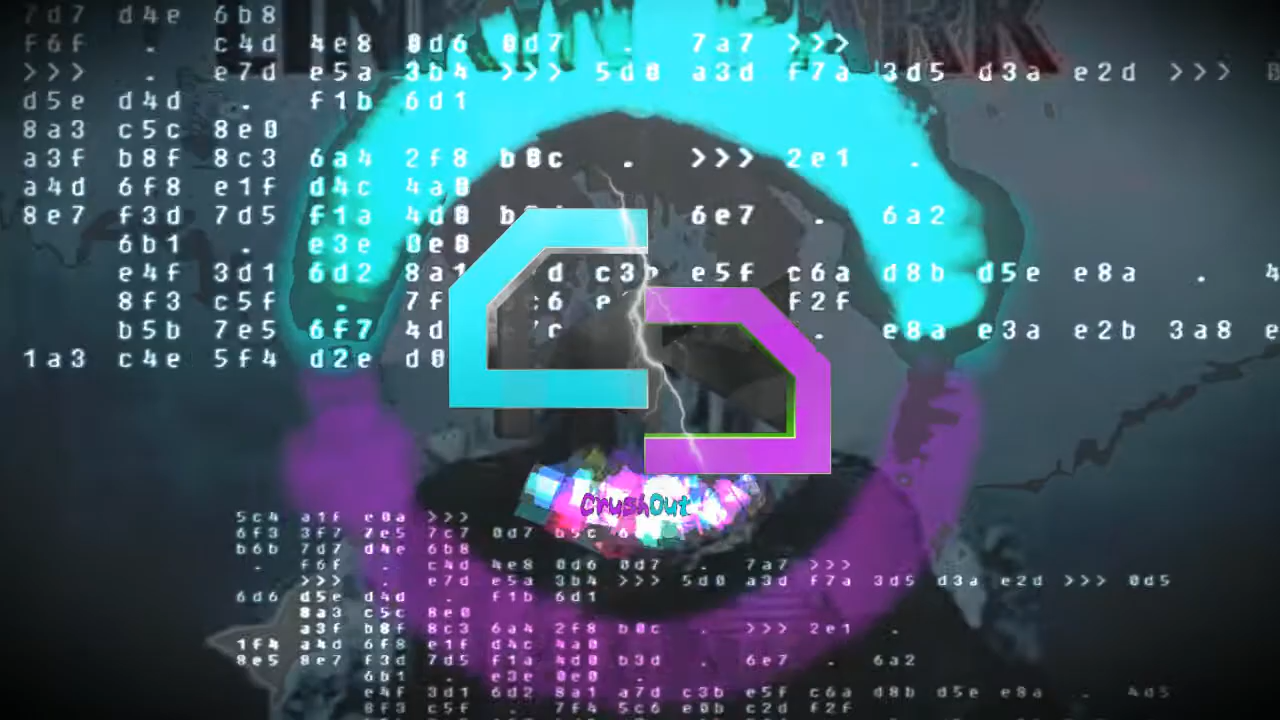 LINKIN PARK
7d7 d4e 6b8
f6f . c4d 4e8 0d6 0d7 . 7a7 >>>
>>> . e7d e5a 3b4 >>> 5d0 a3d f7a 3d5 d3a e2d >>>
d5e d4d . f1b 6d1
8a3 c5c 8e0
a3f b8f 8c3 6a4 2f8 b0c . >>> 2e1 .
a4d 6f8 e1f d4c 4a0
8e7 f3d 7d5 f1a 4d0 6e7 . 6a2
6b1 . e3e 0e0
e4f 3d1 6d2 8a1 c3b e5f c6a d8b d5e e8a .
8f3 c5f . f2f
b5b 7e5 6f7 . e8a e3a e2b 3a8
1a3 c4e 5f4 d2e
CrushOut
5c4 a1f e0a >>>
6f3 3f7 7e5 7c7 0d7 b5c
b6b 7d7 d4e 6b8
. f6f . c4d 4e8 0d6 0d7 . 7a7 >>>
>>> . e7d e5a 3b4 >>> 5d0 a3d f7a 3d5 d3a e2d >>> 0d5
6d6 d5e d4d . f1b 6d1
8a3 c5c 8e0
a3f b8f 8c3 6a4 2f8 b0c . >>> 2e1 .
1f4 a4d 6f8 e1f d4c 4a0
8e5 8e7 f3d 7d5 f1a 4d0 b3d . 6e7 . 6a2
6b1 . e3e 0e0 .
e4f 3d1 6d2 8a1 a7d c3b e5f c6a d8b d5e e8a . 4d5
8f3 c5f . 7f4 5c6 e0b c2d f2f